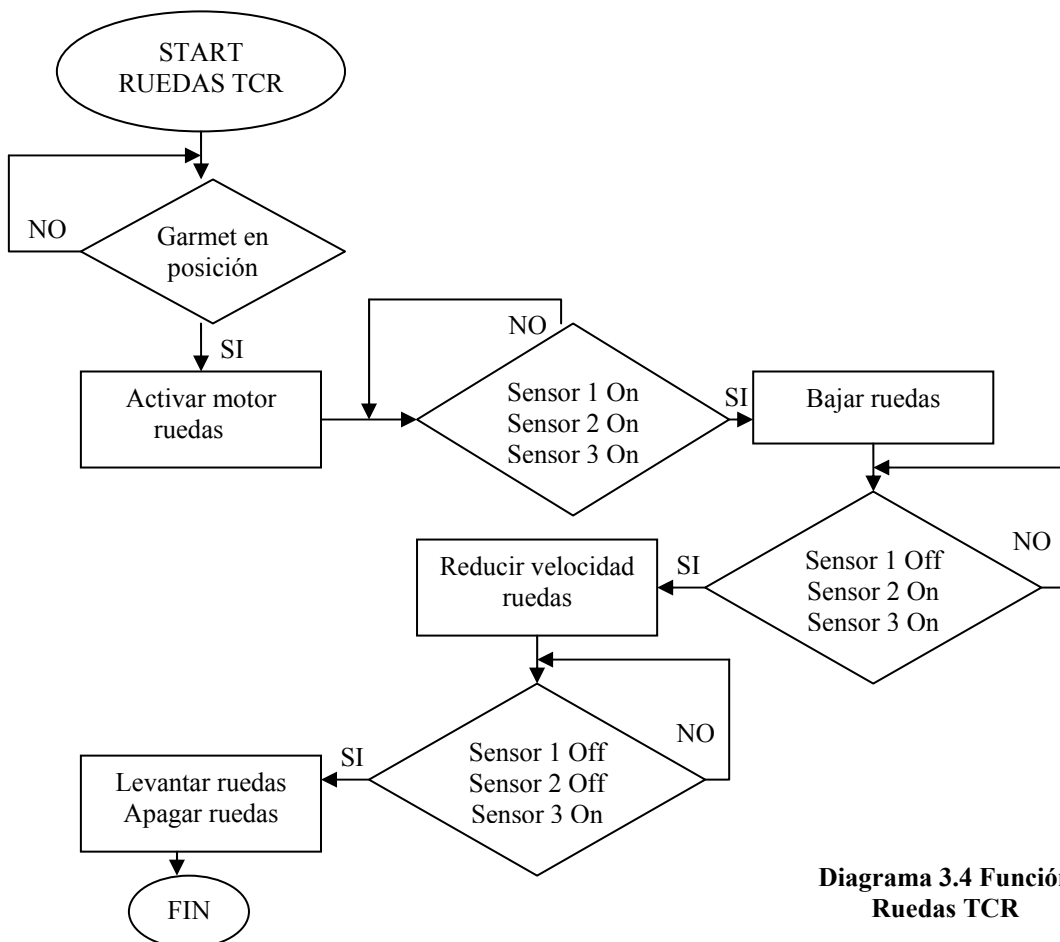 START
RUEDAS TCR
NO
Garmet en
posición
SI
Activar motor
ruedas
NO
Sensor 1 On
Sensor 2 On
Sensor 3 On
SI
Bajar ruedas
NO
Sensor 1 Off
Sensor 2 On
Sensor 3 On
SI
Reducir velocidad
ruedas
NO
Sensor 1 Off
Sensor 2 Off
Sensor 3 On
SI
Levantar ruedas
Apagar ruedas
FIN
Diagrama 3.4 Función
Ruedas TCR